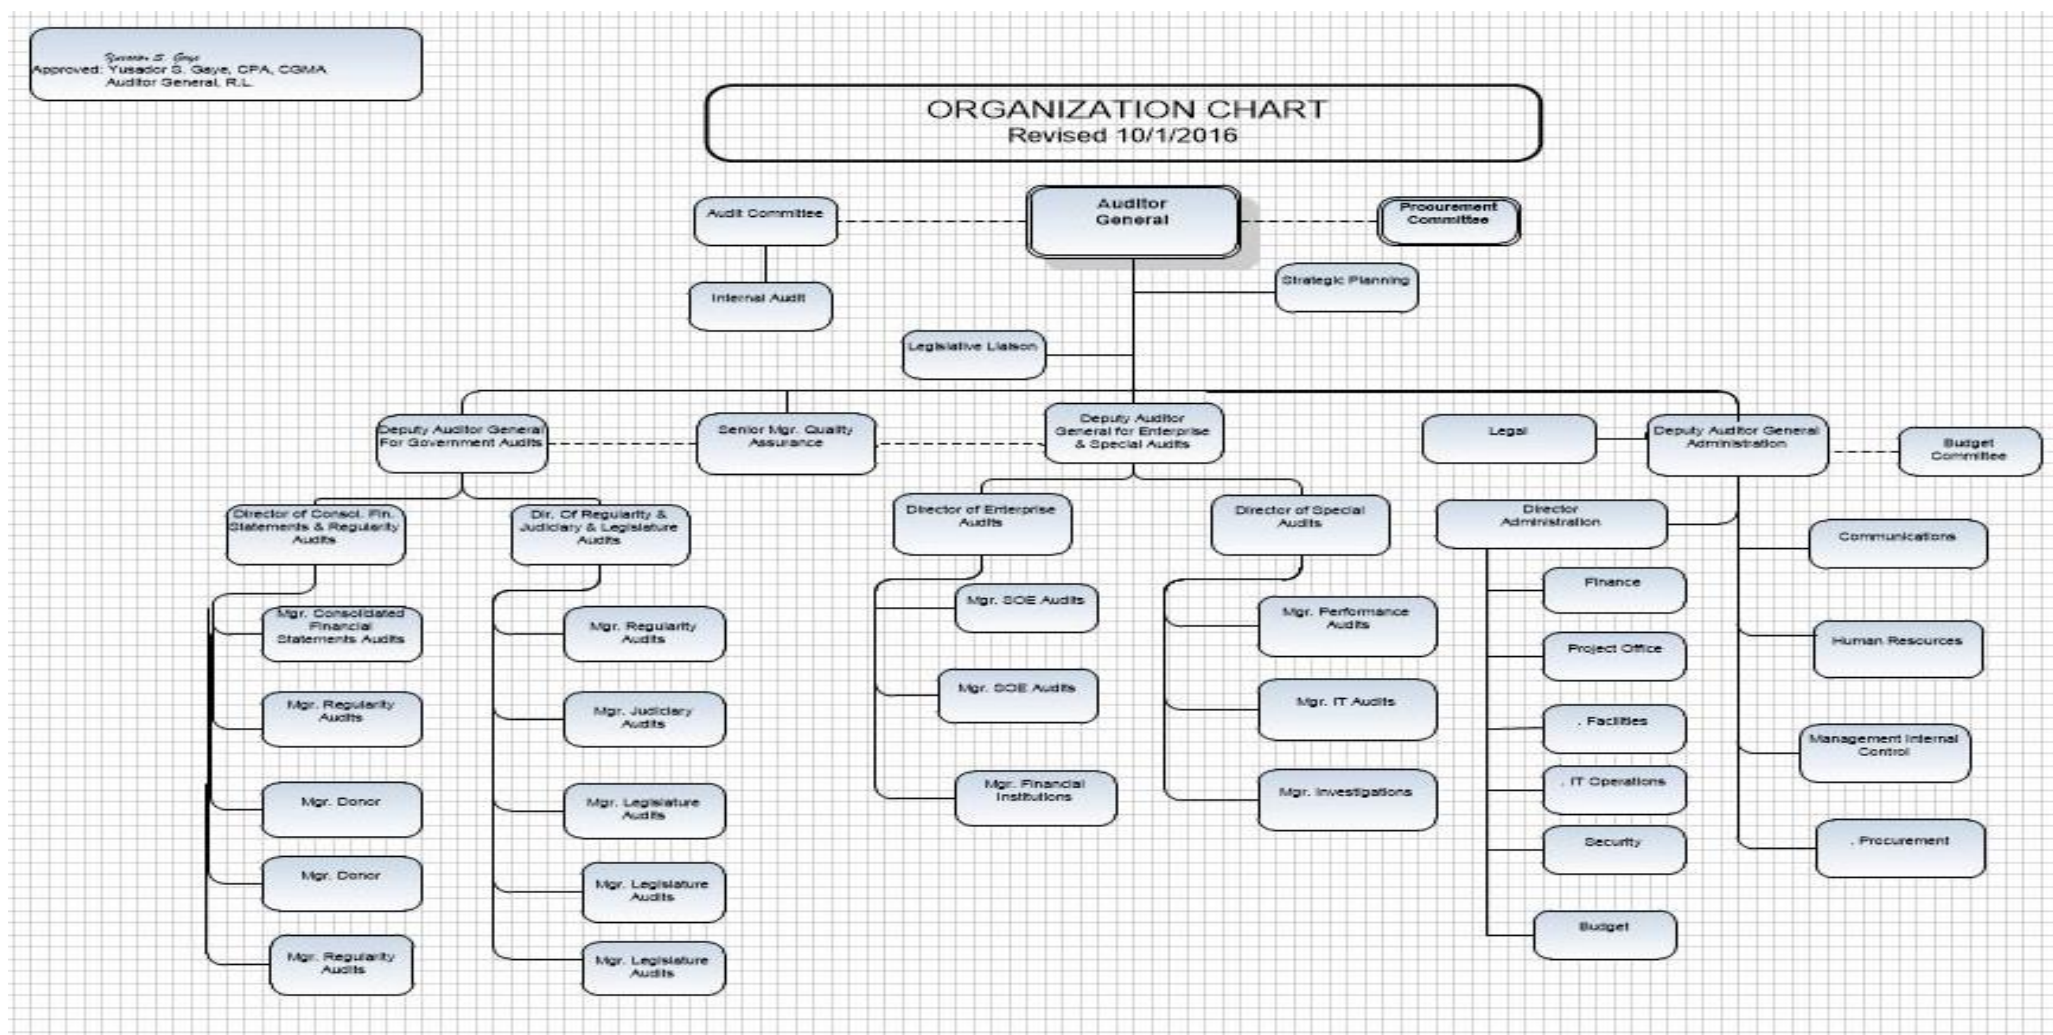 Yusador S. Gaye
Approved: Yusador S. Gaye, CPA, CGMA
Auditor General, R.L.
ORGANIZATION CHART
Revised 10/1/2016
Audit Committee
Auditor
General
Procurement
Committee
Internal Audit
Strategic Planning
Legislative Liaison
Deputy Auditor General
For Government Audits
Senior Mgr. Quality
Assurance
Deputy Auditor
General for Enterprise
& Special Audits
Legal
Deputy Auditor General
Administration
Budget
Committee
Director of Consol. Fin.
Statements & Regularity
Audits
Dir. Of Regularity &
Judiciary & Legislature
Audits
Director of Enterprise
Audits
Director of Special
Audits
Director
Administration
Mgr. Consolidated
Financial
Statements Audits
Mgr. Regularity
Audits
Mgr. Donor
Mgr. Donor
Mgr. Regularity
Audits
Mgr. Regularity
Audits
Mgr. Judiciary
Audits
Mgr. Legislature
Audits
Mgr. Legislature
Audits
Mgr. Legislature
Audits
Mgr. SOE Audits
Mgr. SOE Audits
Mgr. Financial
Institutions
Mgr. Performance
Audits
Mgr. IT Audits
Mgr. Investigations
Finance
Project Office
. Facilities
. IT Operations
Security
Budget
Communications
Human Resources
Management Internal
Control
. Procurement